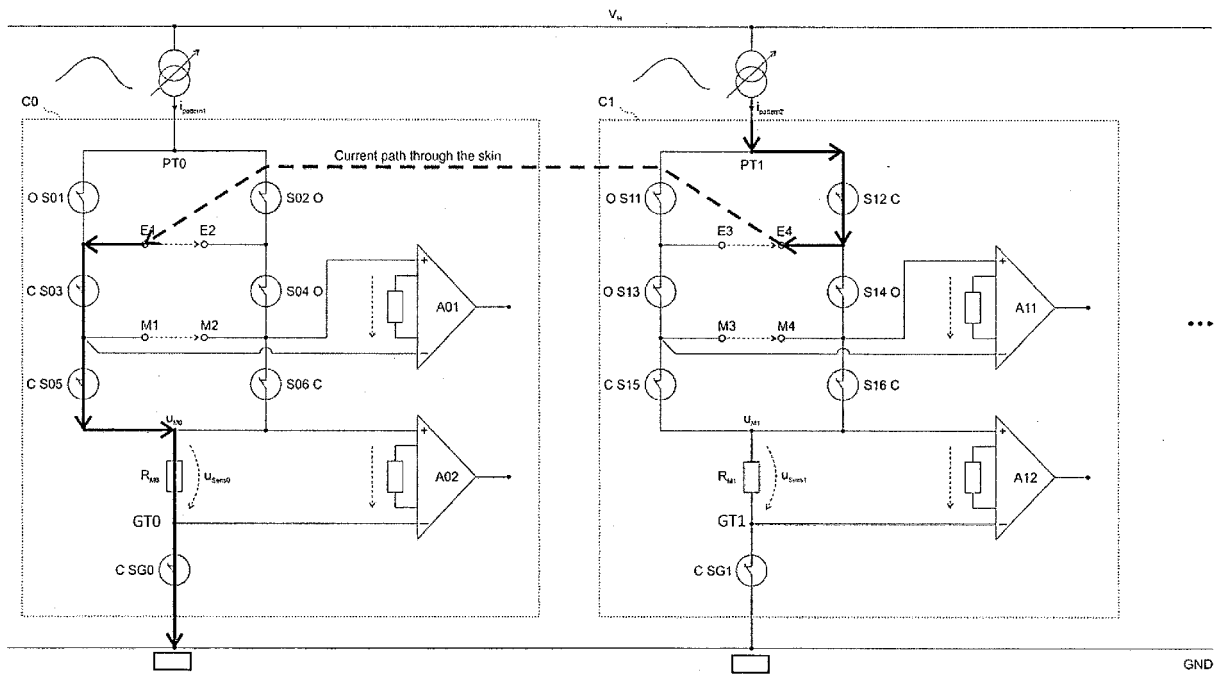 V_H
C0
i_pattern1
C1
i_pattern2
PT0
Current path through the skin
PT1
O S01
S02 O
O S11
S12 C
E1
E2
E3
E4
C S03
S04 O
A01
O S13
S14 O
A11
+
+
M1
M2
M3
M4
...
−
−
C S05
S06 C
C S15
S16 C
u_M0
+
u_M1
+
R_M0
u_Sens0
A02
R_M1
u_Sens1
A12
GT0
−
GT1
−
C SG0
C SG1
GND